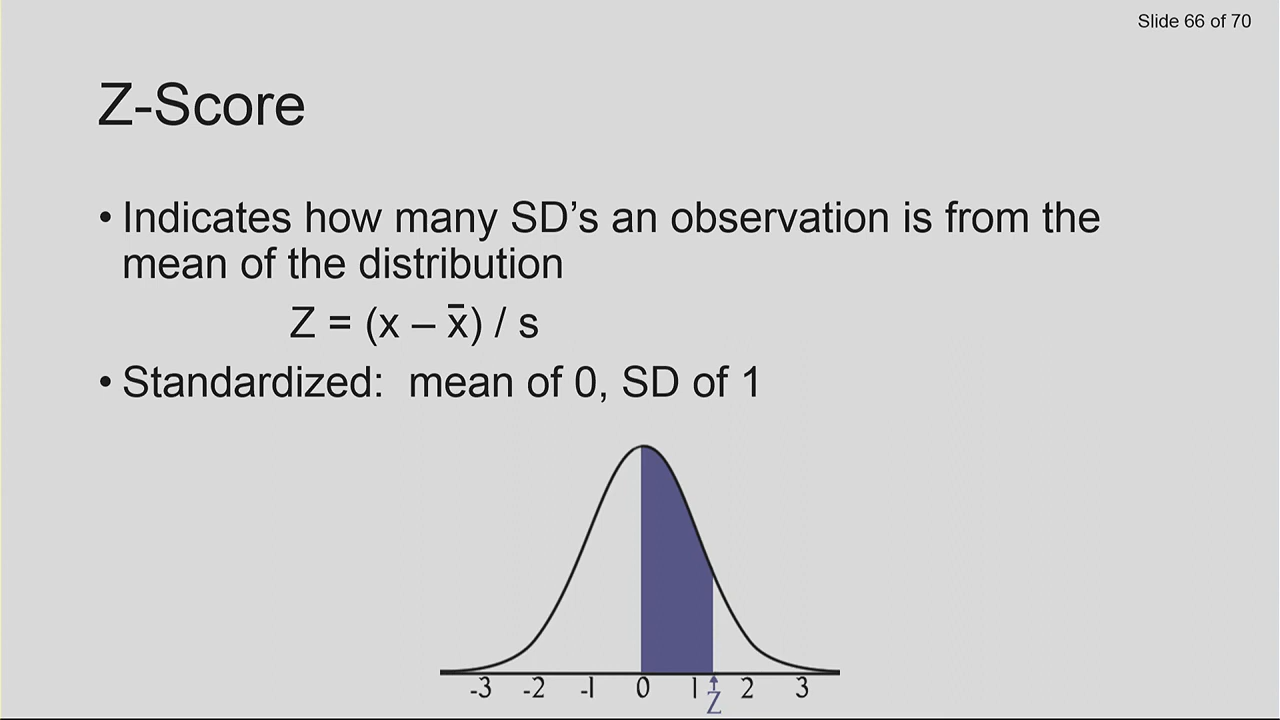 Slide 66 of 70
Z-Score
• Indicates how many SD’s an observation is from the
mean of the distribution
Z = (x – x̄) / s
• Standardized:  mean of 0, SD of 1
-3 -2 -1 0 1 2 3
Z